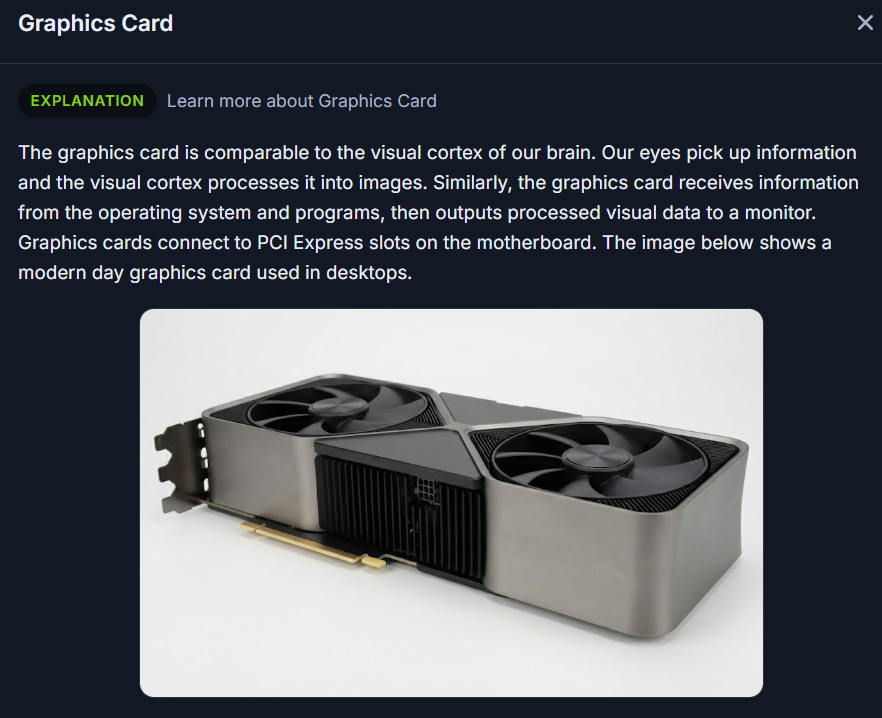 Graphics Card
EXPLANATION Learn more about Graphics Card
The graphics card is comparable to the visual cortex of our brain. Our eyes pick up information
and the visual cortex processes it into images. Similarly, the graphics card receives information
from the operating system and programs, then outputs processed visual data to a monitor.
Graphics cards connect to PCI Express slots on the motherboard. The image below shows a
modern day graphics card used in desktops.